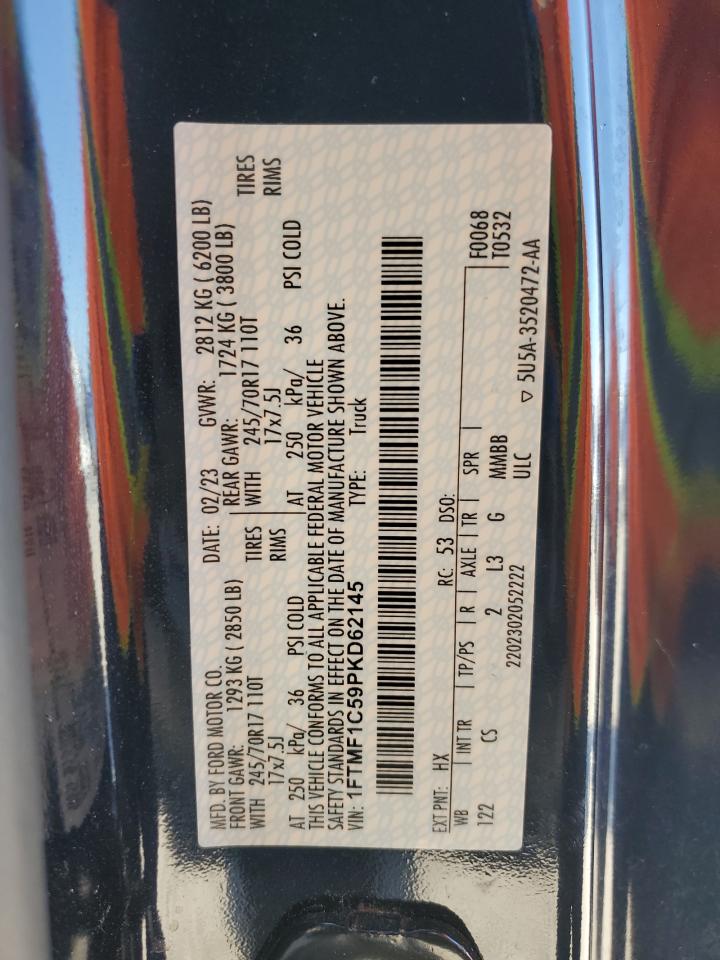 MFD. BY FORD MOTOR CO. DATE: 02/23 GVWR: 2812 KG ( 6200 LB)
FRONT GAWR: 1293 KG ( 2850 LB) REAR GAWR: 1724 KG ( 3800 LB)
WITH 245/70R17 110T TIRES WITH 245/70R17 110T TIRES
17x7.5J RIMS 17x7.5J RIMS
AT 250 kPa/ 36 PSI COLD AT 250 kPa/ 36 PSI COLD
THIS VEHICLE CONFORMS TO ALL APPLICABLE FEDERAL MOTOR VEHICLE
SAFETY STANDARDS IN EFFECT ON THE DATE OF MANUFACTURE SHOWN ABOVE.
VIN: 1FTMF1C59PKD62145 TYPE: Truck
EXT PNT: HX RC: 53 DSO: F0068
WB INT TR TP/PS R AXLE TR SPR T0532
122 CS 2 L3 G MMBB
2202302052222 ULC ▽ 5U5A-3520472-AA